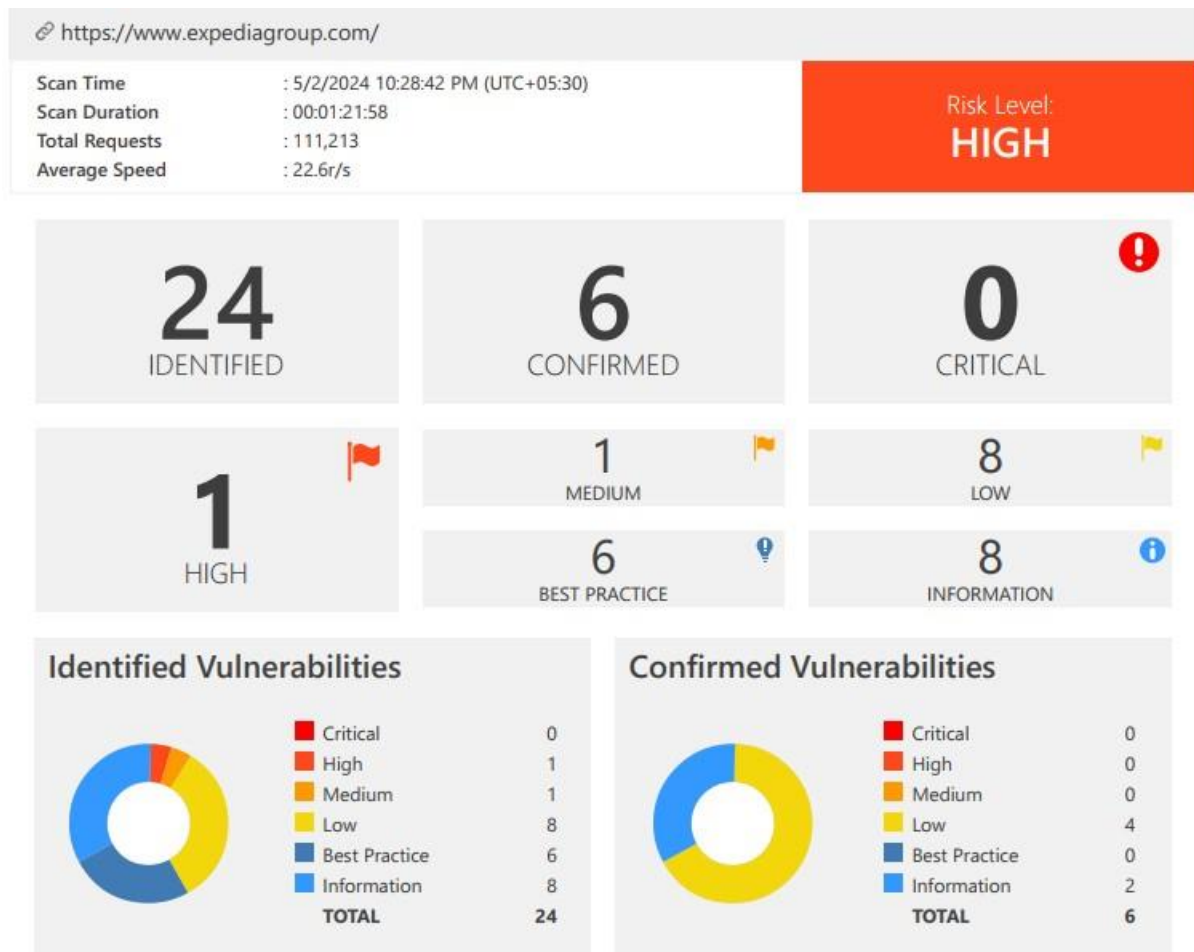 https://www.expediagroup.com/
Scan Time : 5/2/2024 10:28:42 PM (UTC+05:30)
Scan Duration : 00:01:21:58
Total Requests : 111,213
Average Speed : 22.6r/s
Risk Level:
HIGH
24
IDENTIFIED
6
CONFIRMED
0
CRITICAL
1
HIGH
1
MEDIUM
8
LOW
6
BEST PRACTICE
8
INFORMATION
Identified Vulnerabilities
Critical 0
High 1
Medium 1
Low 8
Best Practice 6
Information 8
TOTAL 24
Confirmed Vulnerabilities
Critical 0
High 0
Medium 0
Low 4
Best Practice 0
Information 2
TOTAL 6